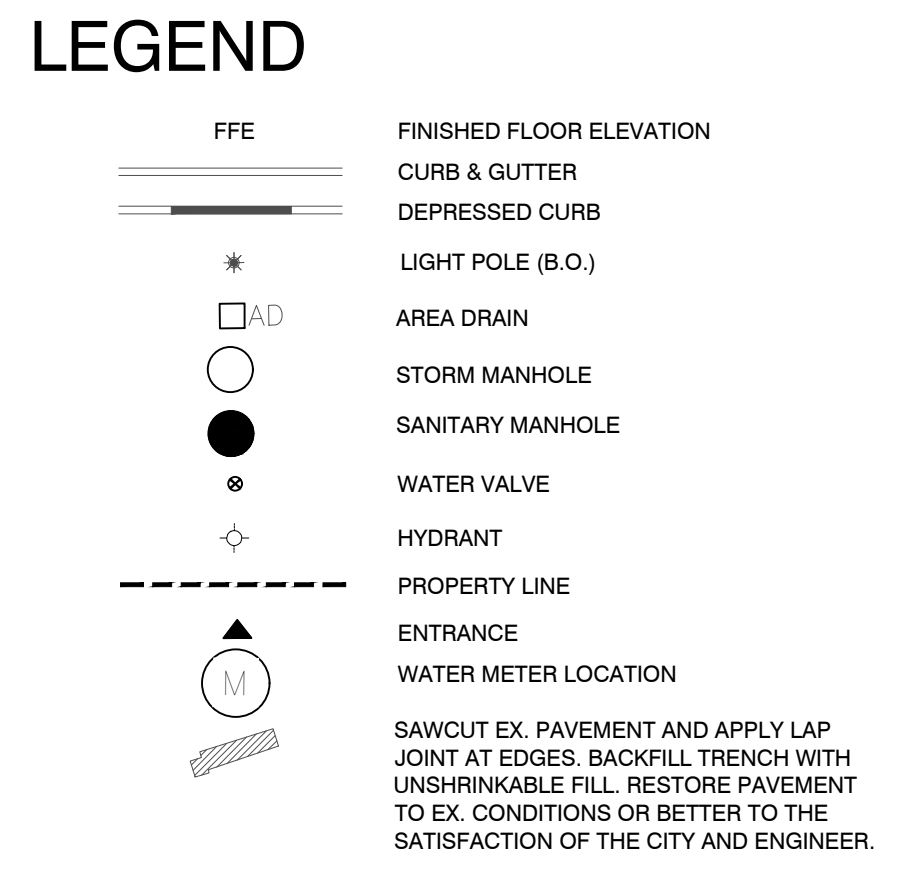 LEGEND
FFE FINISHED FLOOR ELEVATION
CURB & GUTTER
DEPRESSED CURB
LIGHT POLE (B.O.)
AD AREA DRAIN
STORM MANHOLE
SANITARY MANHOLE
WATER VALVE
HYDRANT
PROPERTY LINE
ENTRANCE
M WATER METER LOCATION
SAWCUT EX. PAVEMENT AND APPLY LAP
JOINT AT EDGES. BACKFILL TRENCH WITH
UNSHRINKABLE FILL. RESTORE PAVEMENT
TO EX. CONDITIONS OR BETTER TO THE
SATISFACTION OF THE CITY AND ENGINEER.